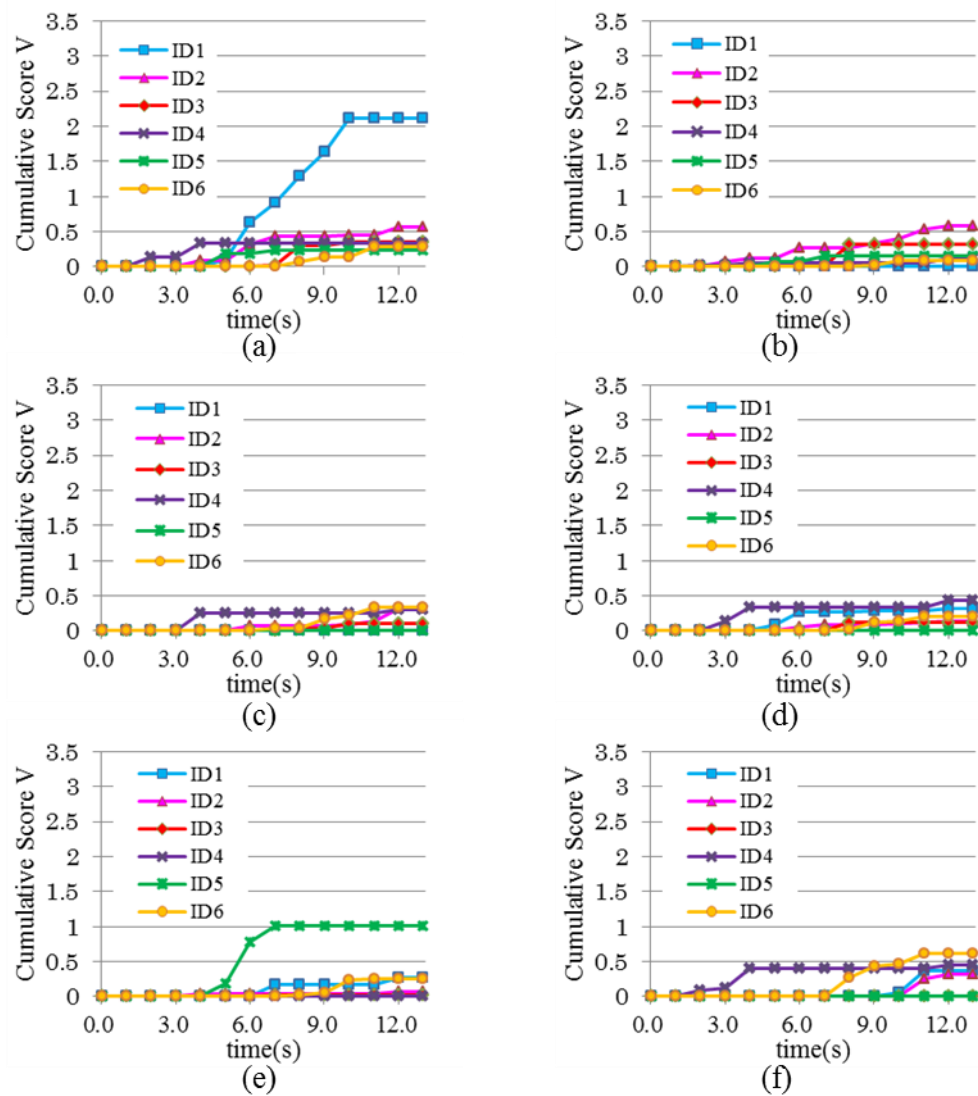 Cumulative Score V
3.5
3
2.5
2
1.5
1
0.5
0
ID1
ID2
ID3
ID4
ID5
ID6
0.0 3.0 6.0 9.0 12.0
time(s)
(a)
Cumulative Score V
3.5
3
2.5
2
1.5
1
0.5
0
ID1
ID2
ID3
ID4
ID5
ID6
0.0 3.0 6.0 9.0 12.0
time(s)
(b)
Cumulative Score V
3.5
3
2.5
2
1.5
1
0.5
0
ID1
ID2
ID3
ID4
ID5
ID6
0.0 3.0 6.0 9.0 12.0
time(s)
(c)
Cumulative Score V
3.5
3
2.5
2
1.5
1
0.5
0
ID1
ID2
ID3
ID4
ID5
ID6
0.0 3.0 6.0 9.0 12.0
time(s)
(d)
Cumulative Score V
3.5
3
2.5
2
1.5
1
0.5
0
ID1
ID2
ID3
ID4
ID5
ID6
0.0 3.0 6.0 9.0 12.0
time(s)
(e)
Cumulative Score V
3.5
3
2.5
2
1.5
1
0.5
0
ID1
ID2
ID3
ID4
ID5
ID6
0.0 3.0 6.0 9.0 12.0
time(s)
(f)